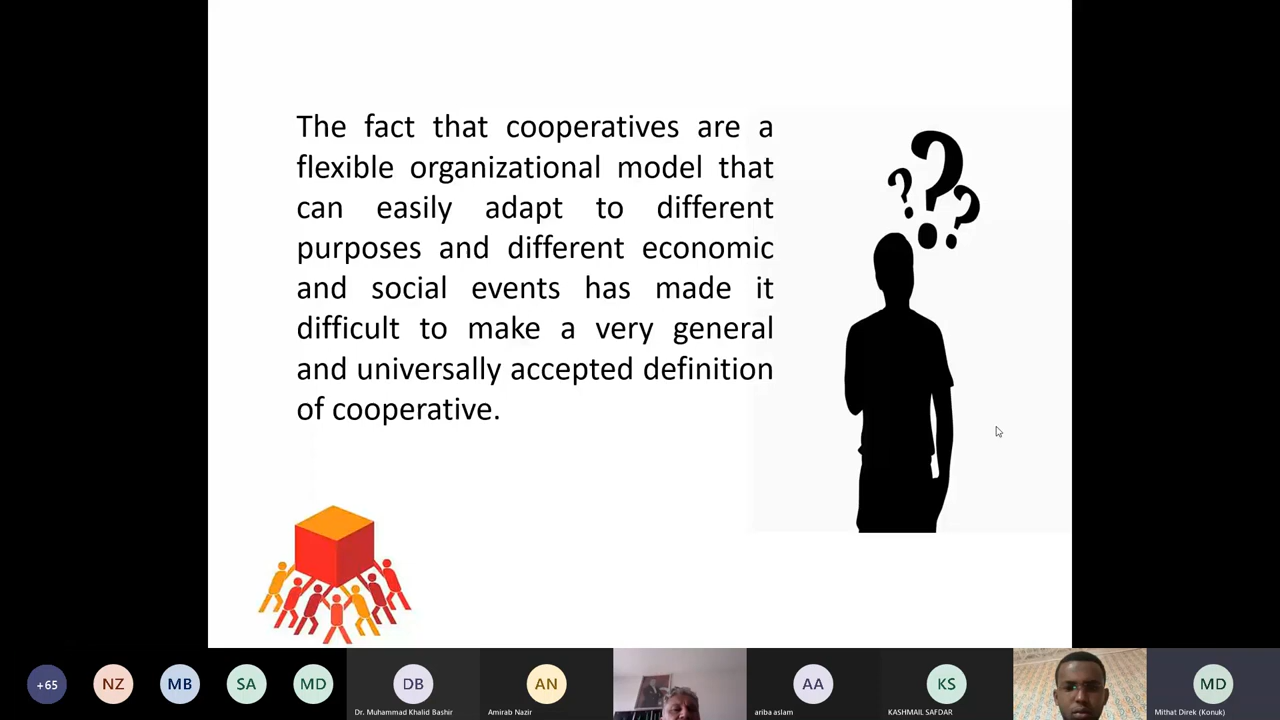 The fact that cooperatives are a
flexible organizational model that
can easily adapt to different
purposes and different economic
and social events has made it
difficult to make a very general
and universally accepted definition
of cooperative.
? ? ?
+65
NZ
MB
SA
MD
DB
Dr. Muhammad Khalid Bashir
AN
Amirab Nazir
AA
ariba aslam
KS
KASHMAIL SAFDAR
MD
Mithat Direk (Konuk)